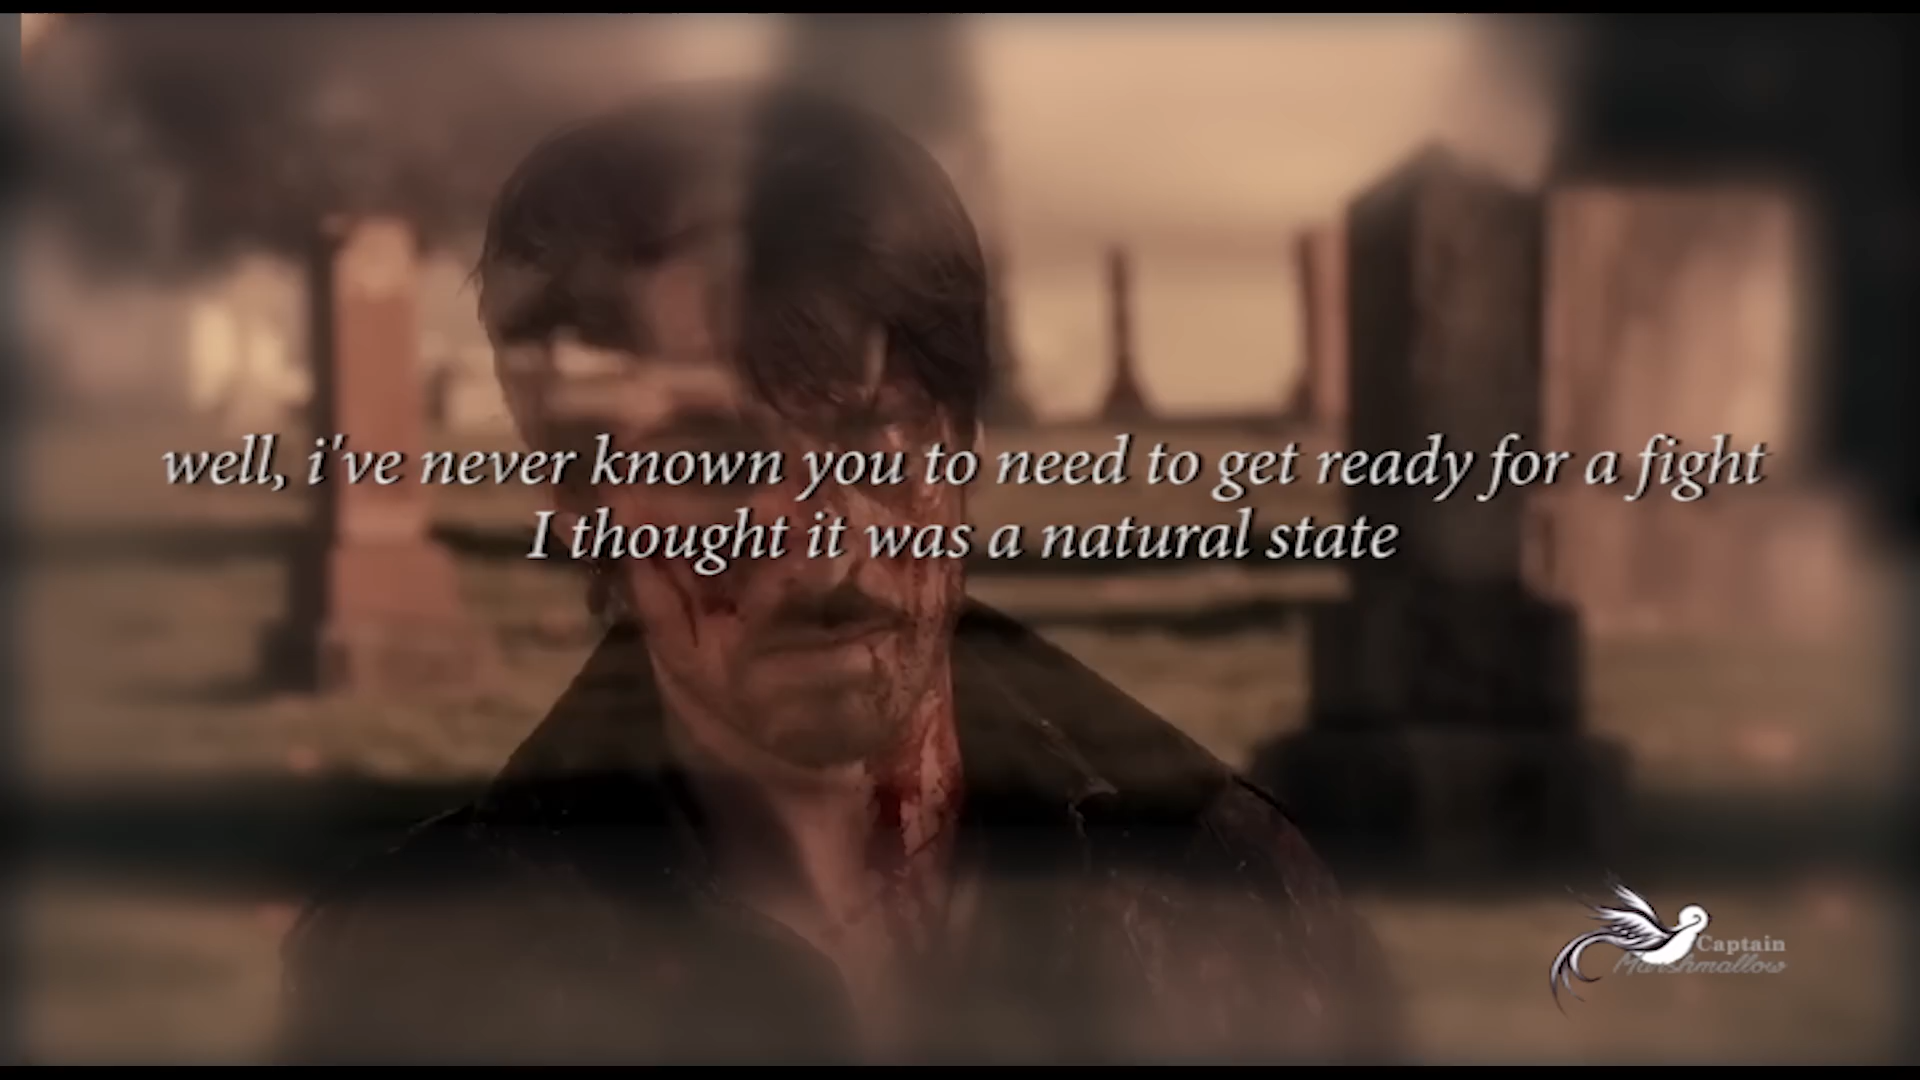 well, i've never known you to need to get ready for a fight
I thought it was a natural state
Captain
Marshmallow